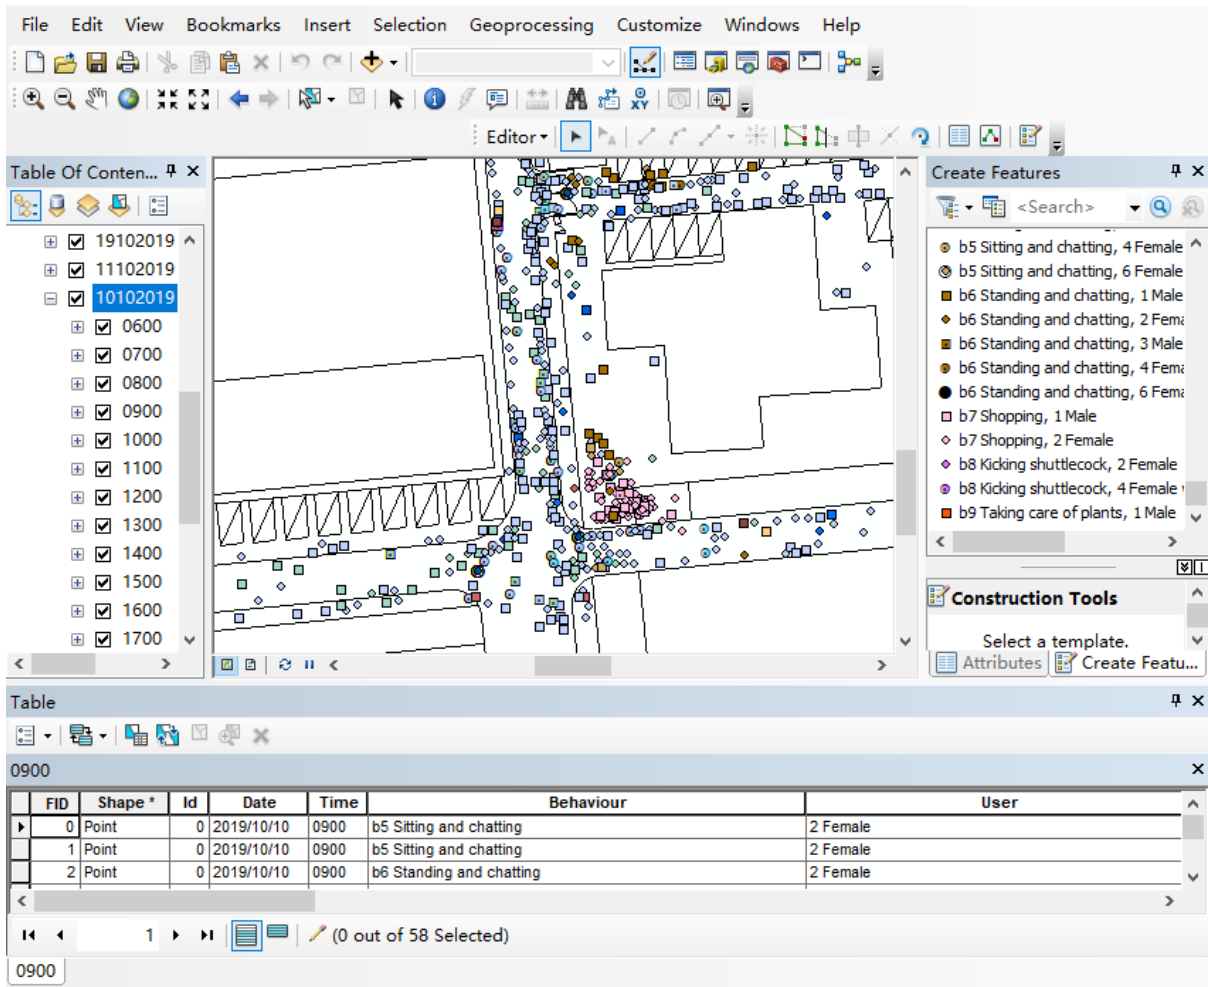 File Edit View Bookmarks Insert Selection Geoprocessing Customize Windows Help
Editor
Table Of Conten...
19102019
11102019
10102019
0600
0700
0800
0900
1000
1100
1200
1300
1400
1500
1600
1700
Create Features
<Search>
b5 Sitting and chatting, 4 Female
b5 Sitting and chatting, 6 Female
b6 Standing and chatting, 1 Male
b6 Standing and chatting, 2 Fema
b6 Standing and chatting, 3 Male
b6 Standing and chatting, 4 Fema
b6 Standing and chatting, 6 Fema
b7 Shopping, 1 Male
b7 Shopping, 2 Female
b8 Kicking shuttlecock, 2 Female
b8 Kicking shuttlecock, 4 Female
b9 Taking care of plants, 1 Male
Construction Tools
Select a template.
Attributes Create Featu...
Table
0900
FID Shape * Id Date Time Behaviour User
0 Point 0 2019/10/10 0900 b5 Sitting and chatting 2 Female
1 Point 0 2019/10/10 0900 b5 Sitting and chatting 2 Female
2 Point 0 2019/10/10 0900 b6 Standing and chatting 2 Female
1 (0 out of 58 Selected)
0900